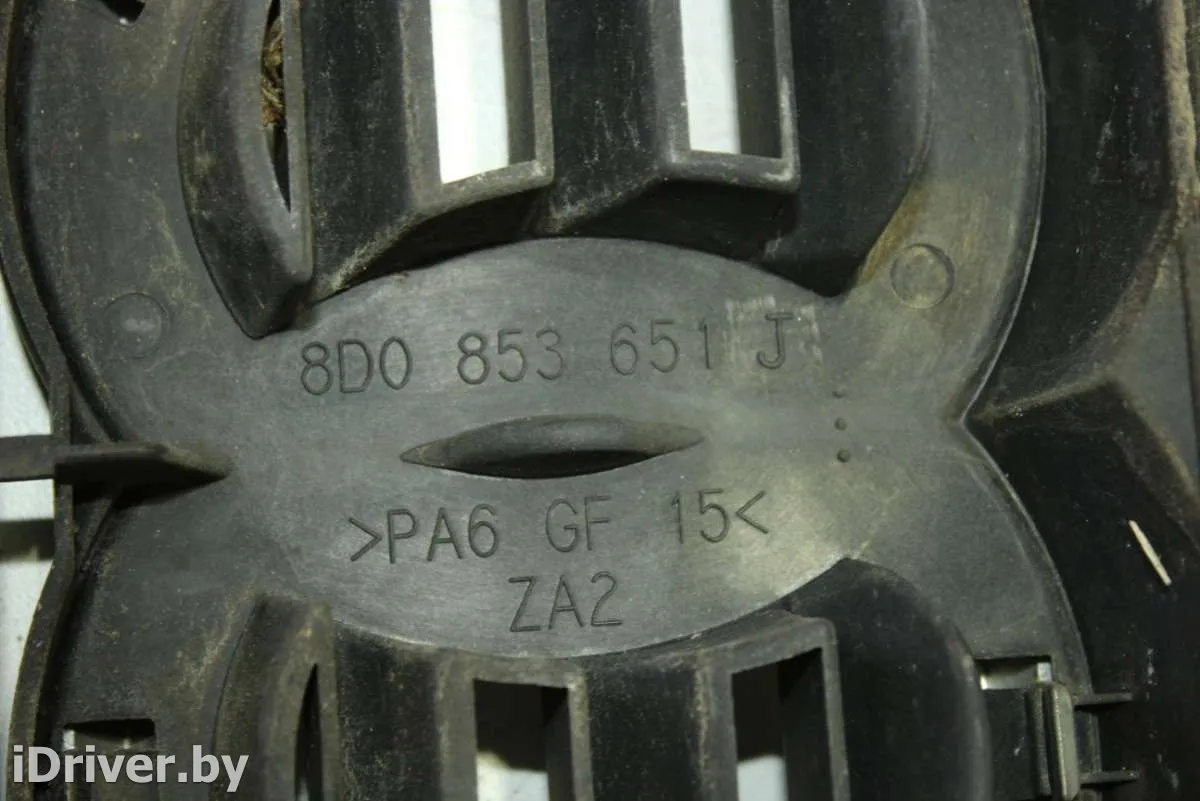 8D0 853 651 J
>PA6 GF 15<
ZA2
iDriver.by